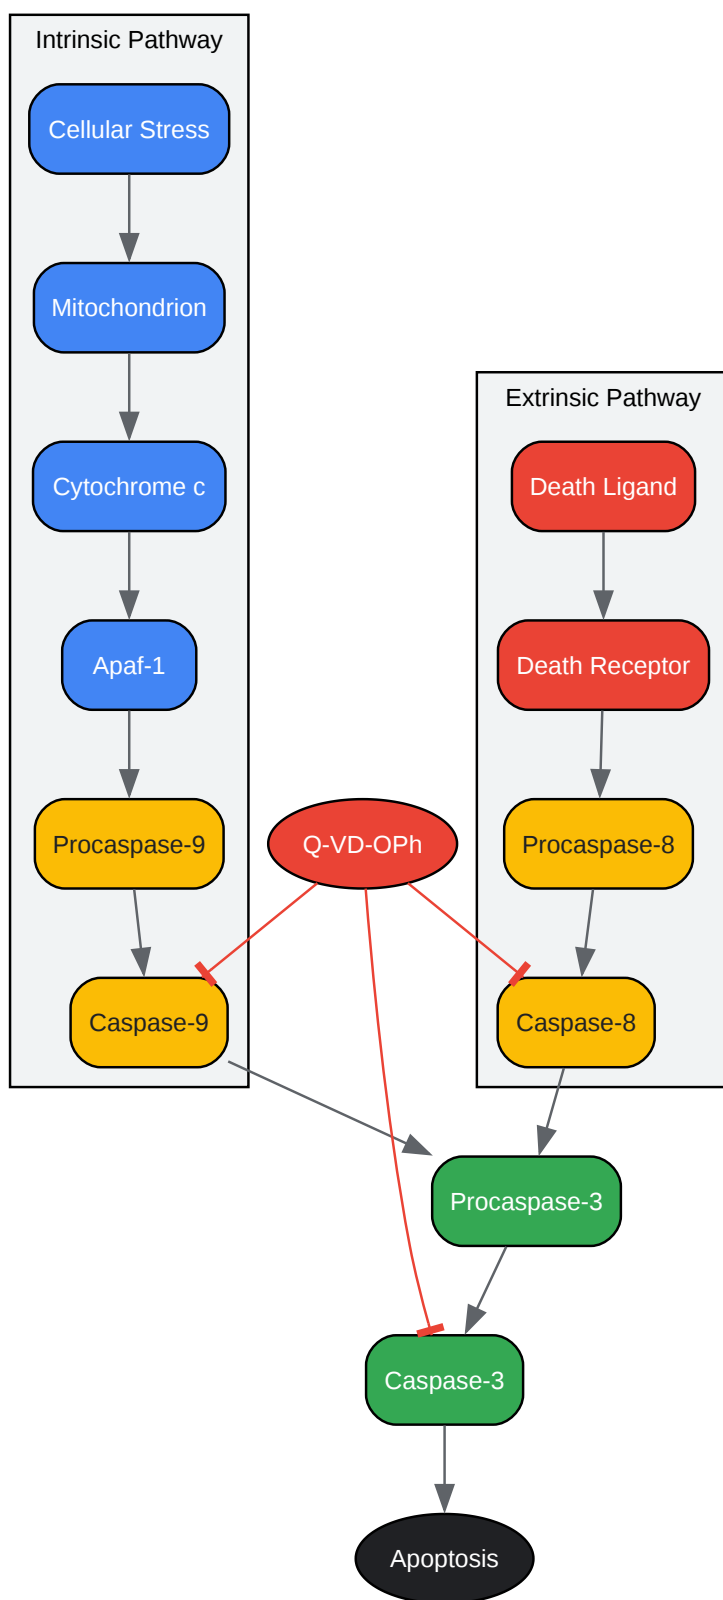 Intrinsic Pathway
Cellular Stress
Mitochondrion
Cytochrome c
Apaf-1
Procaspase-9
Caspase-9
Extrinsic Pathway
Death Ligand
Death Receptor
Procaspase-8
Caspase-8
Q-VD-OPh
Procaspase-3
Caspase-3
Apoptosis